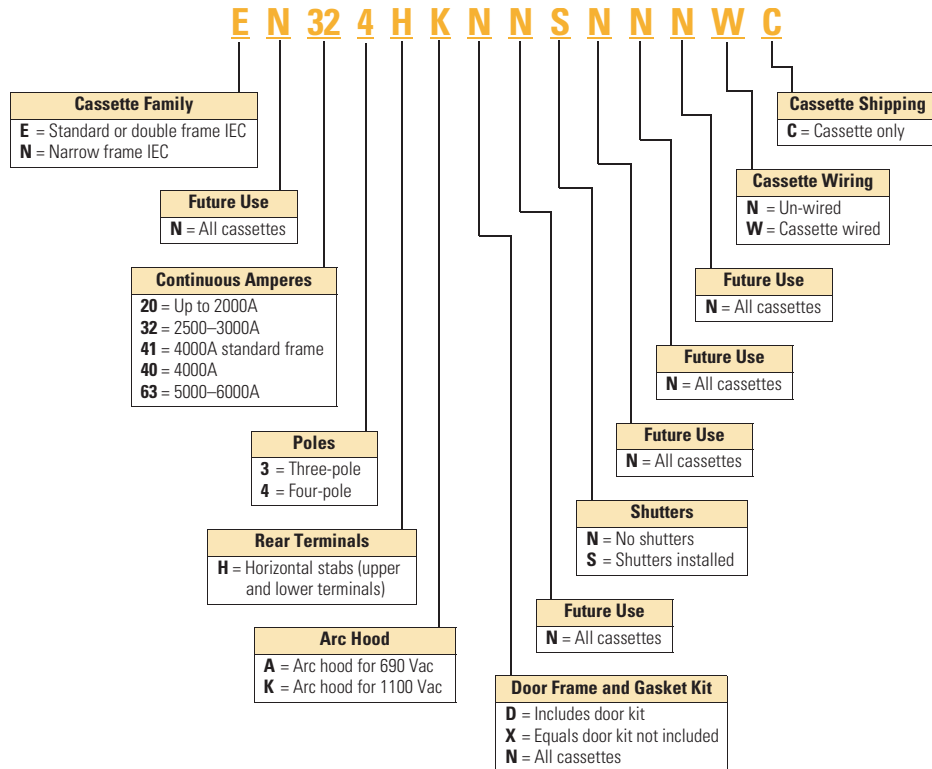 E N 32 4 H K N N S N N N W C
Cassette Family
E = Standard or double frame IEC
N = Narrow frame IEC
Cassette Shipping
C = Cassette only
Future Use
N = All cassettes
Cassette Wiring
N = Un-wired
W = Cassette wired
Continuous Amperes
20 = Up to 2000A
32 = 2500–3000A
41 = 4000A standard frame
40 = 4000A
63 = 5000–6000A
Future Use
N = All cassettes
Future Use
N = All cassettes
Poles
3 = Three-pole
4 = Four-pole
Future Use
N = All cassettes
Rear Terminals
H = Horizontal stabs (upper
and lower terminals)
Shutters
N = No shutters
S = Shutters installed
Arc Hood
A = Arc hood for 690 Vac
K = Arc hood for 1100 Vac
Future Use
N = All cassettes
Door Frame and Gasket Kit
D = Includes door kit
X = Equals door kit not included
N = All cassettes